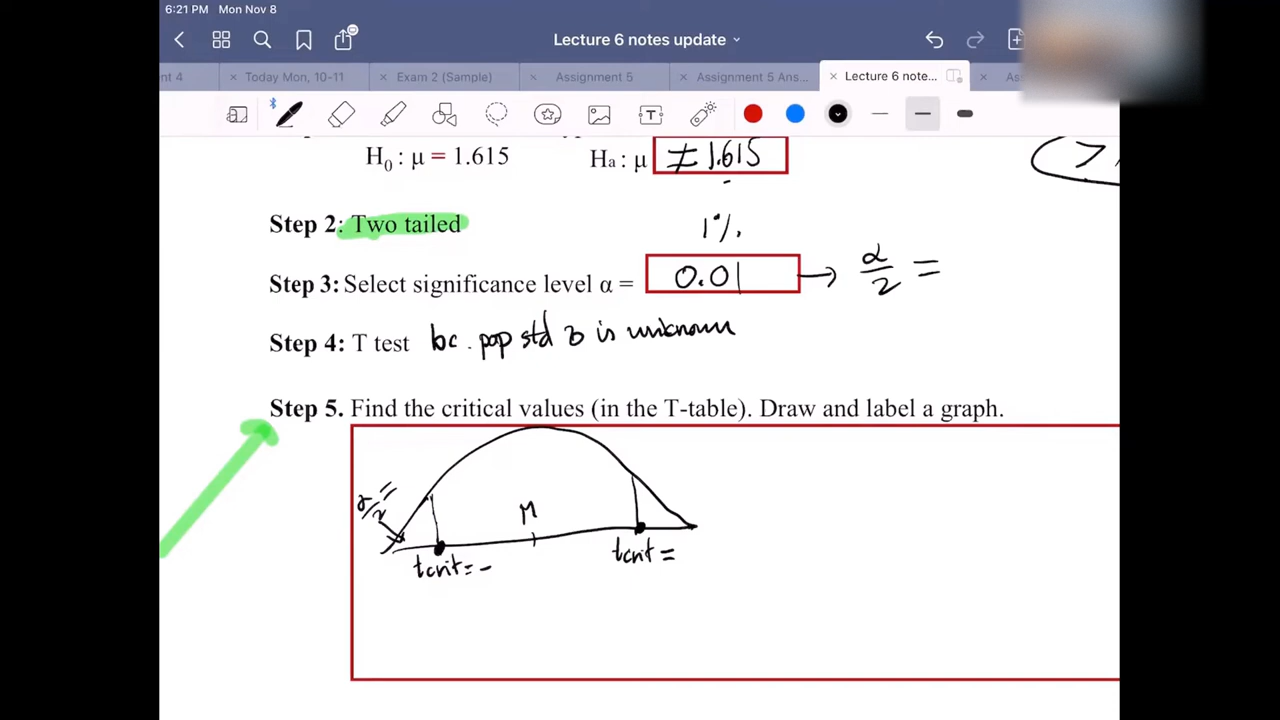 6:21 PM Mon Nov 8
Lecture 6 notes update
nt 4 Today Mon, 10-11 Exam 2 (Sample) Assignment 5 Assignment 5 Ans... Lecture 6 note...
H₀ : μ = 1.615 Hₐ : μ ≠ 1.615 >
Step 2: Two tailed 1%
Step 3: Select significance level α = 0.01 → α/2 =
Step 4: T test bc. pop std σ is unknown
Step 5. Find the critical values (in the T-table). Draw and label a graph.
α/2 =
M
tcrit = - tcrit =